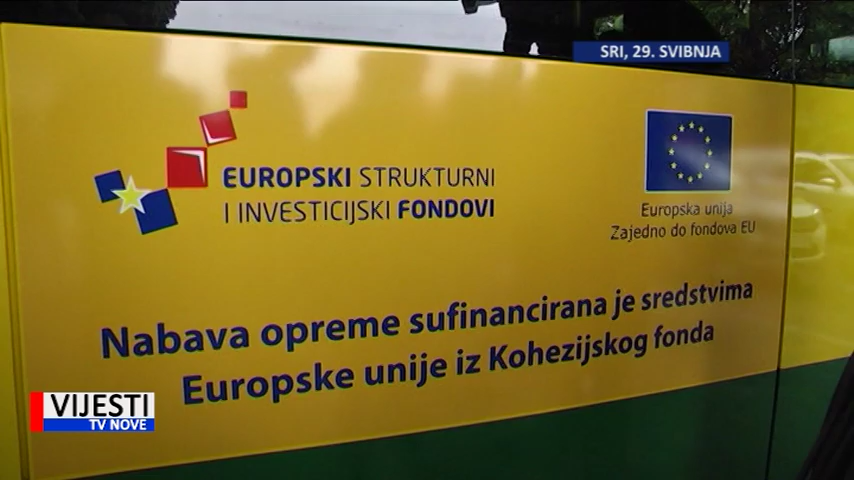 SRI, 29. SVIBNJA
EUROPSKI STRUKTURNI
I INVESTICIJSKI FONDOVI
Europska unija
Zajedno do fondova EU
Nabava opreme sufinancirana je sredstvima
Europske unije iz Kohezijskog fonda
VIJESTI
TV NOVE